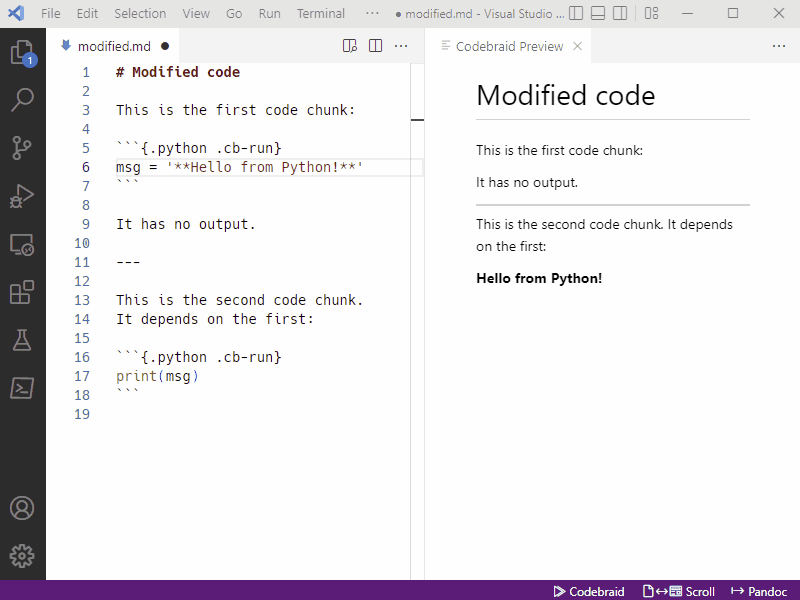 File Edit Selection View Go Run Terminal ··· ● modified.md - Visual Studio ...
modified.md ●
1 # Modified code
2
3 This is the first code chunk:
4
5 ```{.python .cb-run}
6 msg = '**Hello from Python!**'
7 ```
8
9 It has no output.
10
11 ---
12
13 This is the second code chunk.
14 It depends on the first:
15
16 ```{.python .cb-run}
17 print(msg)
18 ```
19
Codebraid Preview
Modified code
This is the first code chunk:
It has no output.
This is the second code chunk. It depends
on the first:
Hello from Python!
1
Codebraid Scroll Pandoc